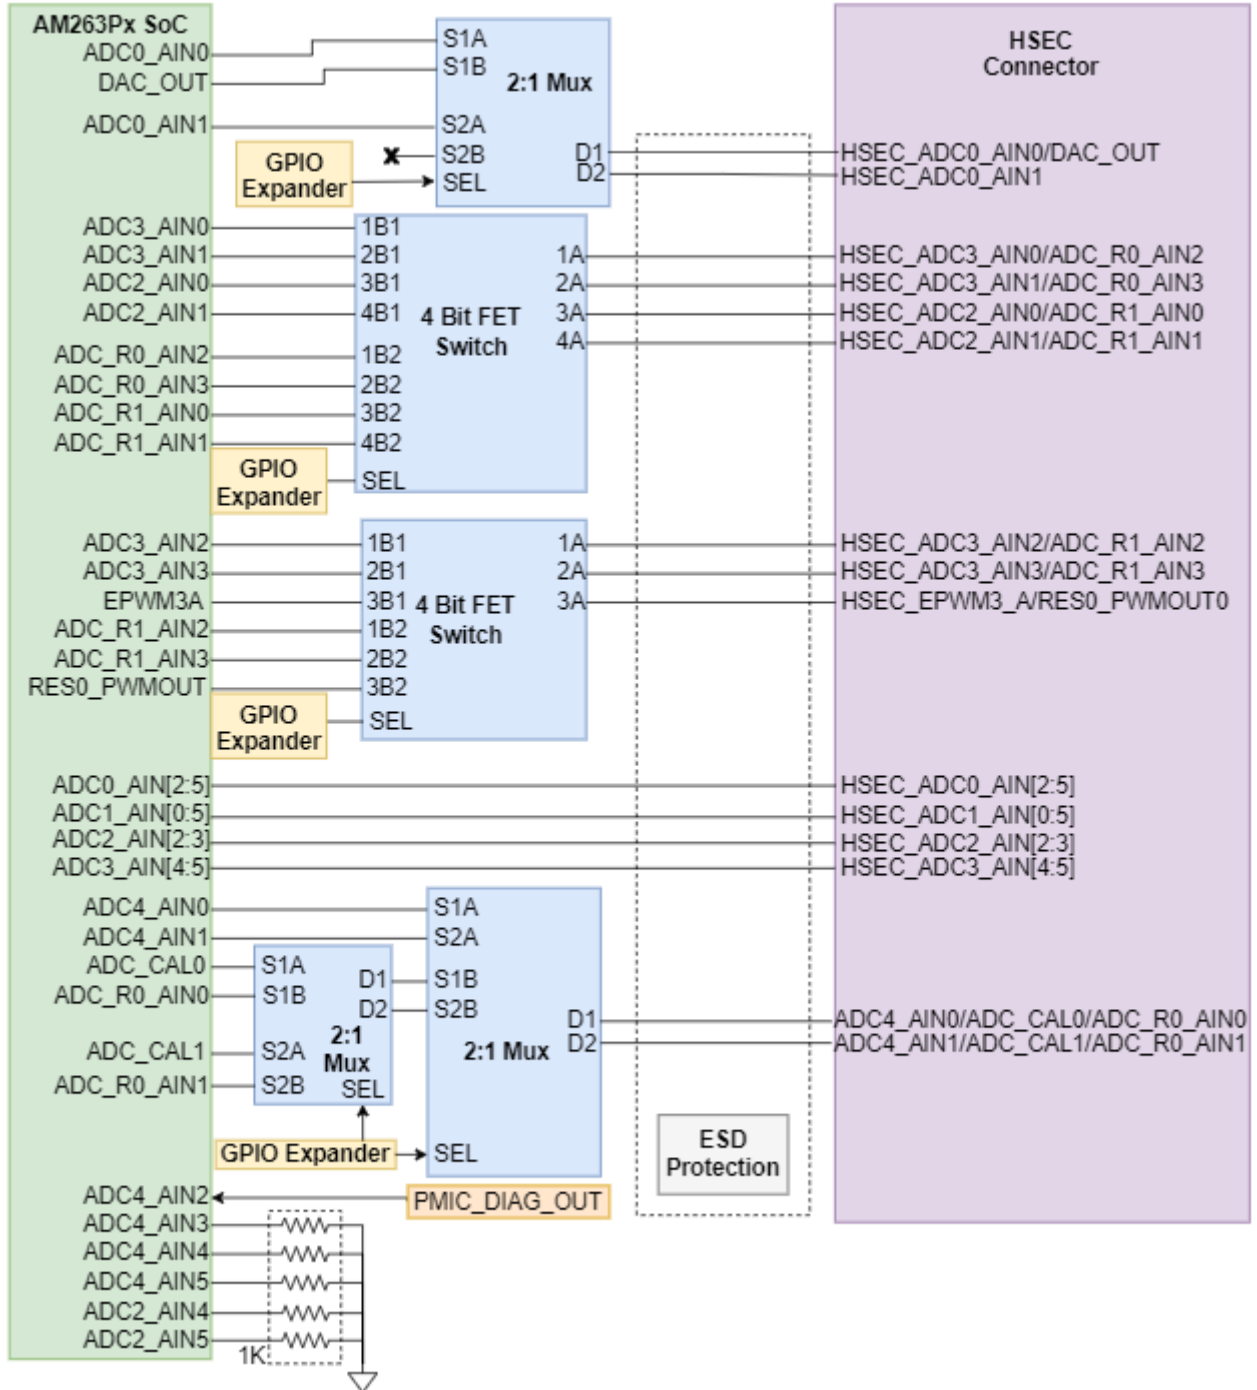 AM263Px SoC
ADC0_AIN0
DAC_OUT
ADC0_AIN1
S1A
S1B
2:1 Mux
S2A
S2B
SEL
D1
D2
GPIO
Expander
HSEC
Connector
HSEC_ADC0_AIN0/DAC_OUT
HSEC_ADC0_AIN1
ADC3_AIN0
ADC3_AIN1
ADC2_AIN0
ADC2_AIN1
ADC_R0_AIN2
ADC_R0_AIN3
ADC_R1_AIN0
ADC_R1_AIN1
GPIO
Expander
1B1
2B1
3B1
4B1
1B2
2B2
3B2
4B2
SEL
4 Bit FET
Switch
1A
2A
3A
4A
HSEC_ADC3_AIN0/ADC_R0_AIN2
HSEC_ADC3_AIN1/ADC_R0_AIN3
HSEC_ADC2_AIN0/ADC_R1_AIN0
HSEC_ADC2_AIN1/ADC_R1_AIN1
ADC3_AIN2
ADC3_AIN3
EPWM3A
ADC_R1_AIN2
ADC_R1_AIN3
RES0_PWMOUT
GPIO
Expander
1B1
2B1
3B1
1B2
2B2
3B2
SEL
4 Bit FET
Switch
1A
2A
3A
HSEC_ADC3_AIN2/ADC_R1_AIN2
HSEC_ADC3_AIN3/ADC_R1_AIN3
HSEC_EPWM3_A/RES0_PWMOUT0
ADC0_AIN[2:5]
ADC1_AIN[0:5]
ADC2_AIN[2:3]
ADC3_AIN[4:5]
HSEC_ADC0_AIN[2:5]
HSEC_ADC1_AIN[0:5]
HSEC_ADC2_AIN[2:3]
HSEC_ADC3_AIN[4:5]
ADC4_AIN0
ADC4_AIN1
ADC_CAL0
ADC_R0_AIN0
ADC_CAL1
ADC_R0_AIN1
S1A
S1B
S2A
S2B
D1
D2
2:1
Mux
SEL
S1A
S2A
S1B
S2B
2:1 Mux
D1
D2
SEL
GPIO Expander
ADC4_AIN0/ADC_CAL0/ADC_R0_AIN0
ADC4_AIN1/ADC_CAL1/ADC_R0_AIN1
ESD
Protection
ADC4_AIN2
PMIC_DIAG_OUT
ADC4_AIN3
ADC4_AIN4
ADC4_AIN5
ADC2_AIN4
ADC2_AIN5
1K